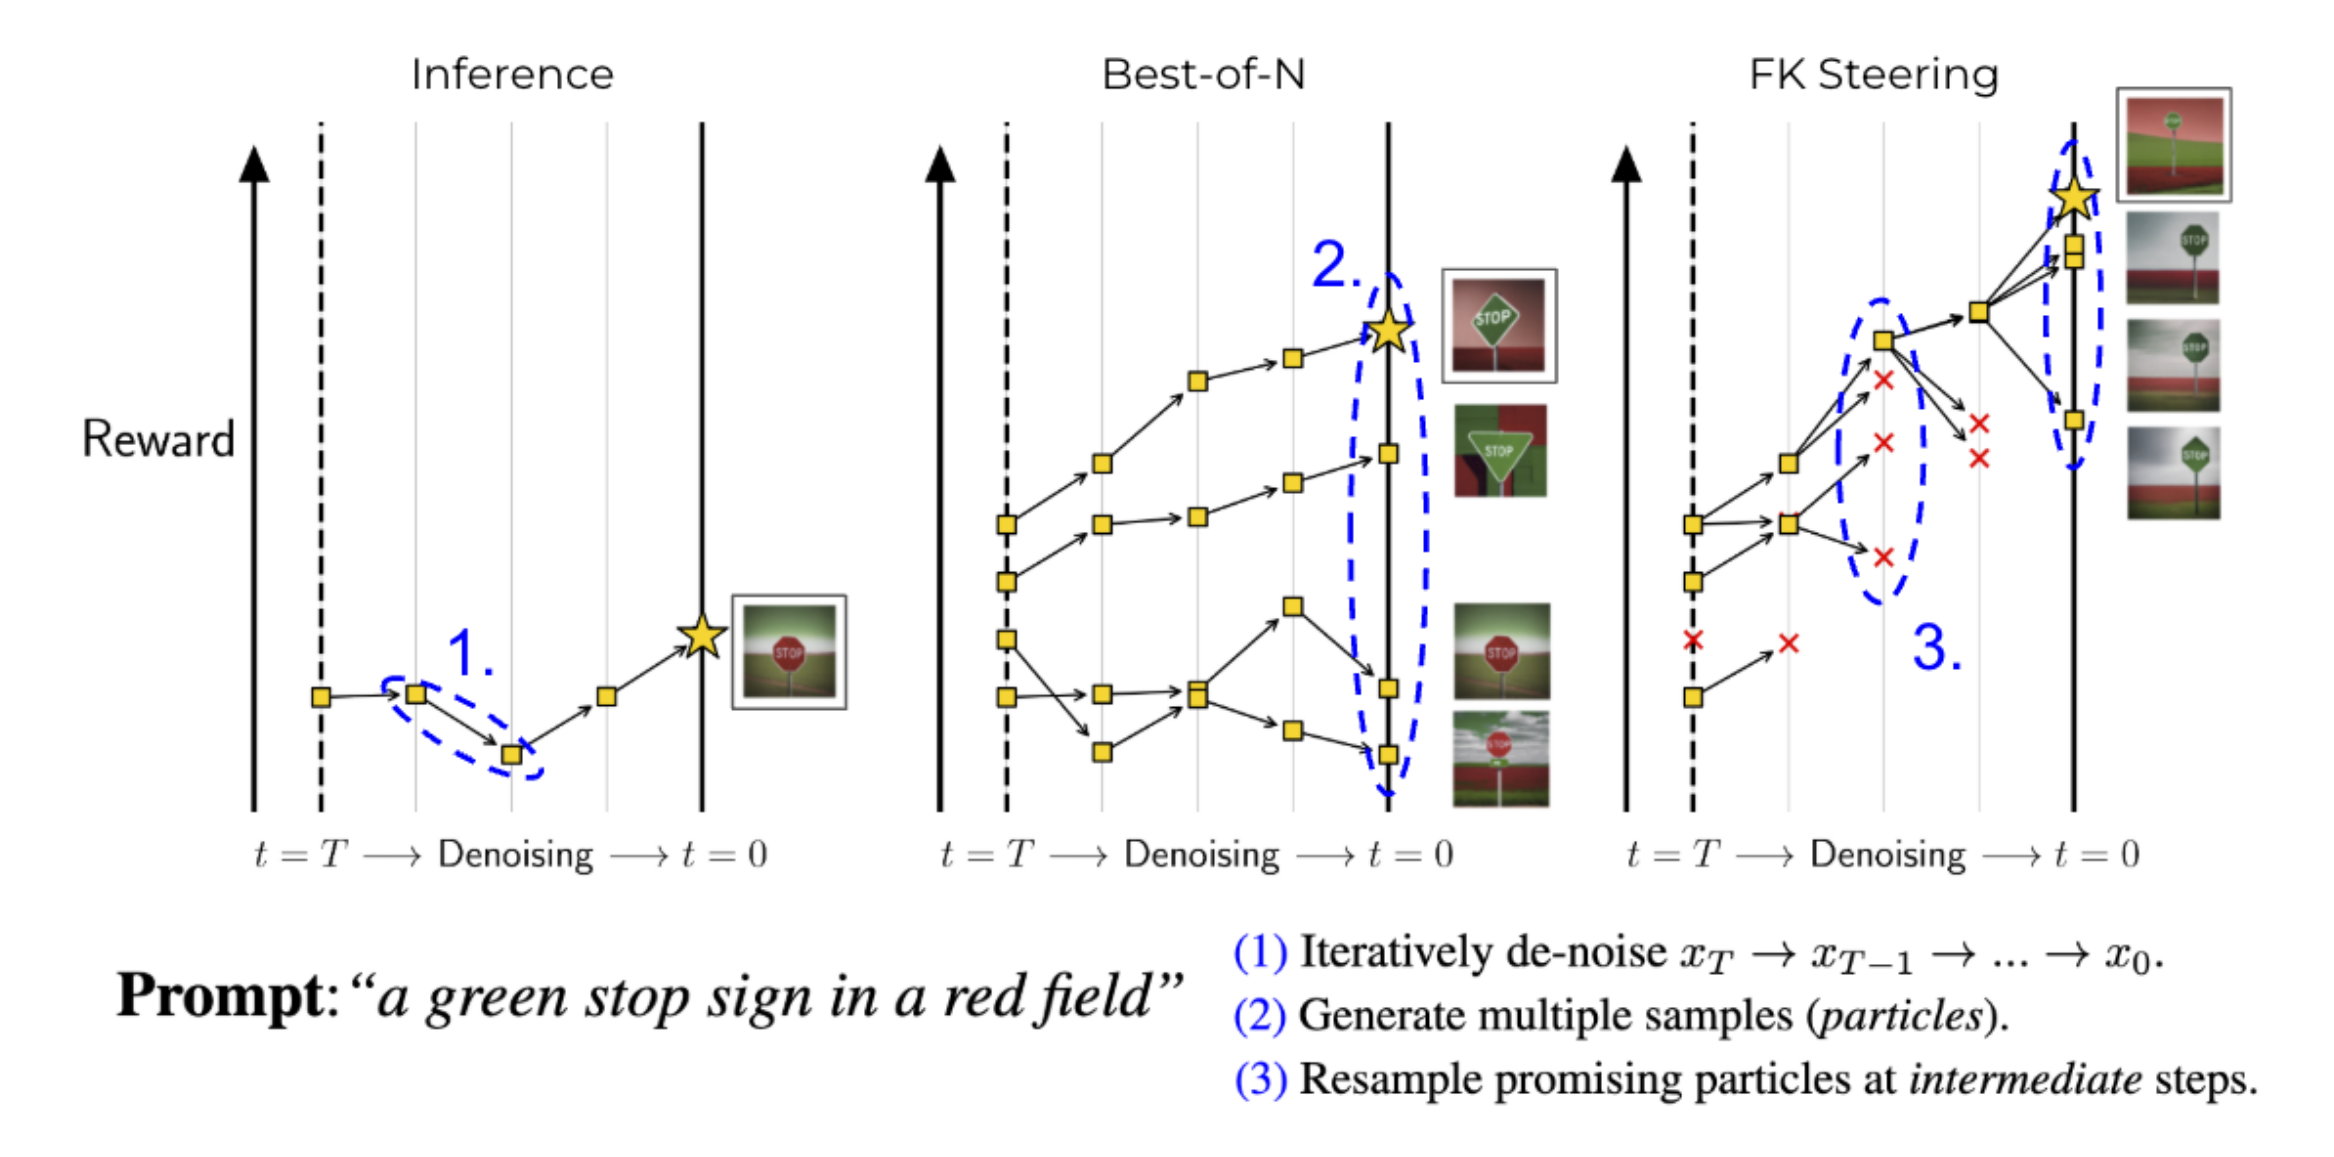 Inference
Best-of-N
FK Steering
Reward
1.
2.
3.
STOP
STOP
STOP
STOP
STOP
STOP
STOP
STOP
STOP
t = T ⟶ Denoising ⟶ t = 0
t = T ⟶ Denoising ⟶ t = 0
t = T ⟶ Denoising ⟶ t = 0
Prompt: “a green stop sign in a red field”
(1) Iteratively de-noise x_T → x_{T−1} → ... → x_0.
(2) Generate multiple samples (particles).
(3) Resample promising particles at intermediate steps.